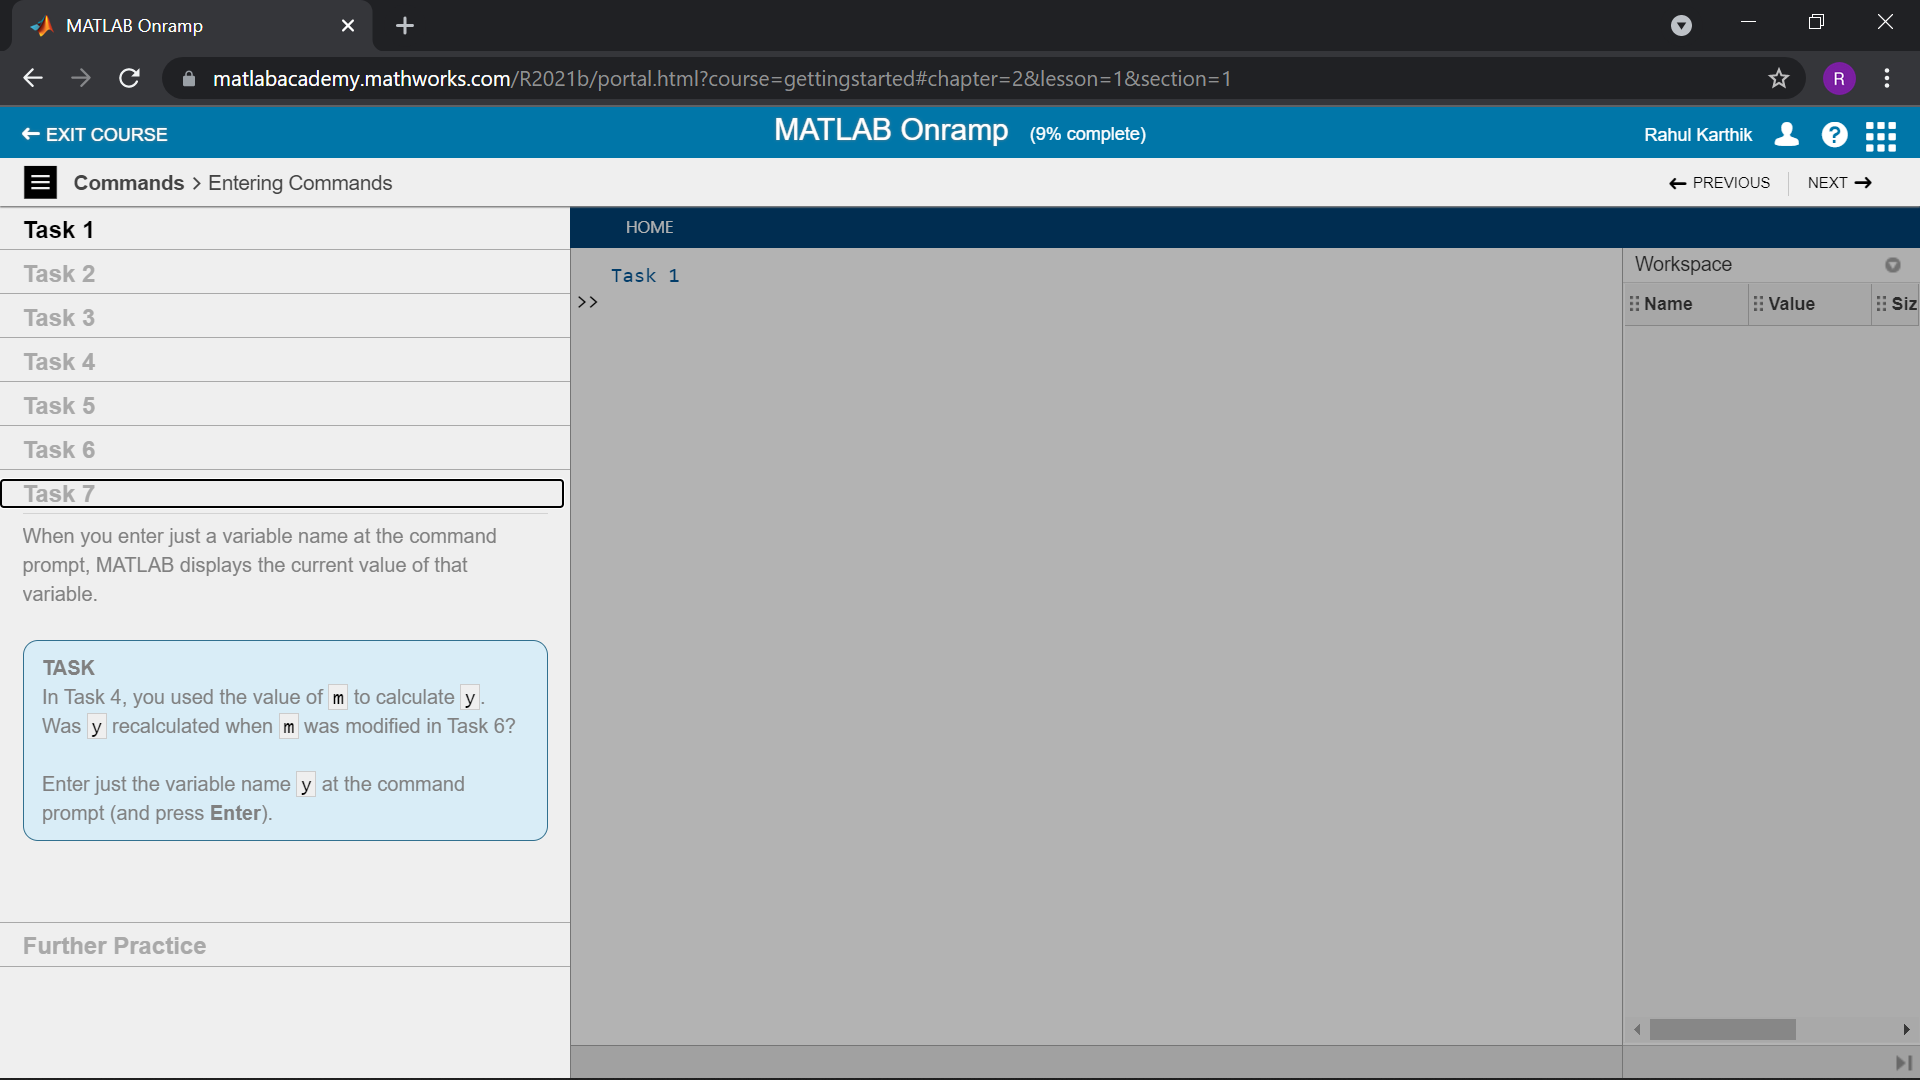 MATLAB Onramp
matlabacademy.mathworks.com/R2021b/portal.html?course=gettingstarted#chapter=2&lesson=1&section=1
R
EXIT COURSE
MATLAB Onramp (9% complete)
Rahul Karthik
?
Commands > Entering Commands
PREVIOUS
NEXT
Task 1
Task 2
Task 3
Task 4
Task 5
Task 6
Task 7
When you enter just a variable name at the command
prompt, MATLAB displays the current value of that
variable.
TASK
In Task 4, you used the value of m to calculate y.
Was y recalculated when m was modified in Task 6?
Enter just the variable name y at the command
prompt (and press Enter).
Further Practice
HOME
Task 1
>>
Workspace
Name
Value
Siz